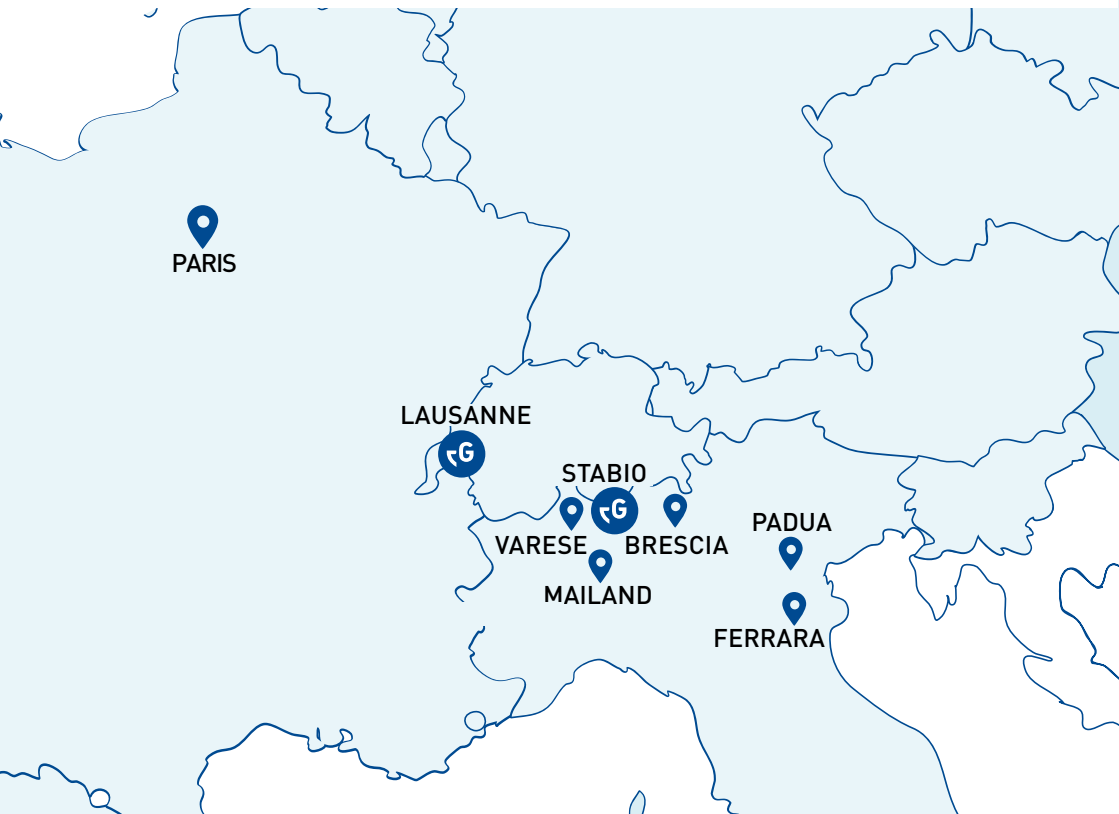 PARIS
LAUSANNE
G
STABIO
G
VARESE
BRESCIA
PADUA
MAILAND
FERRARA